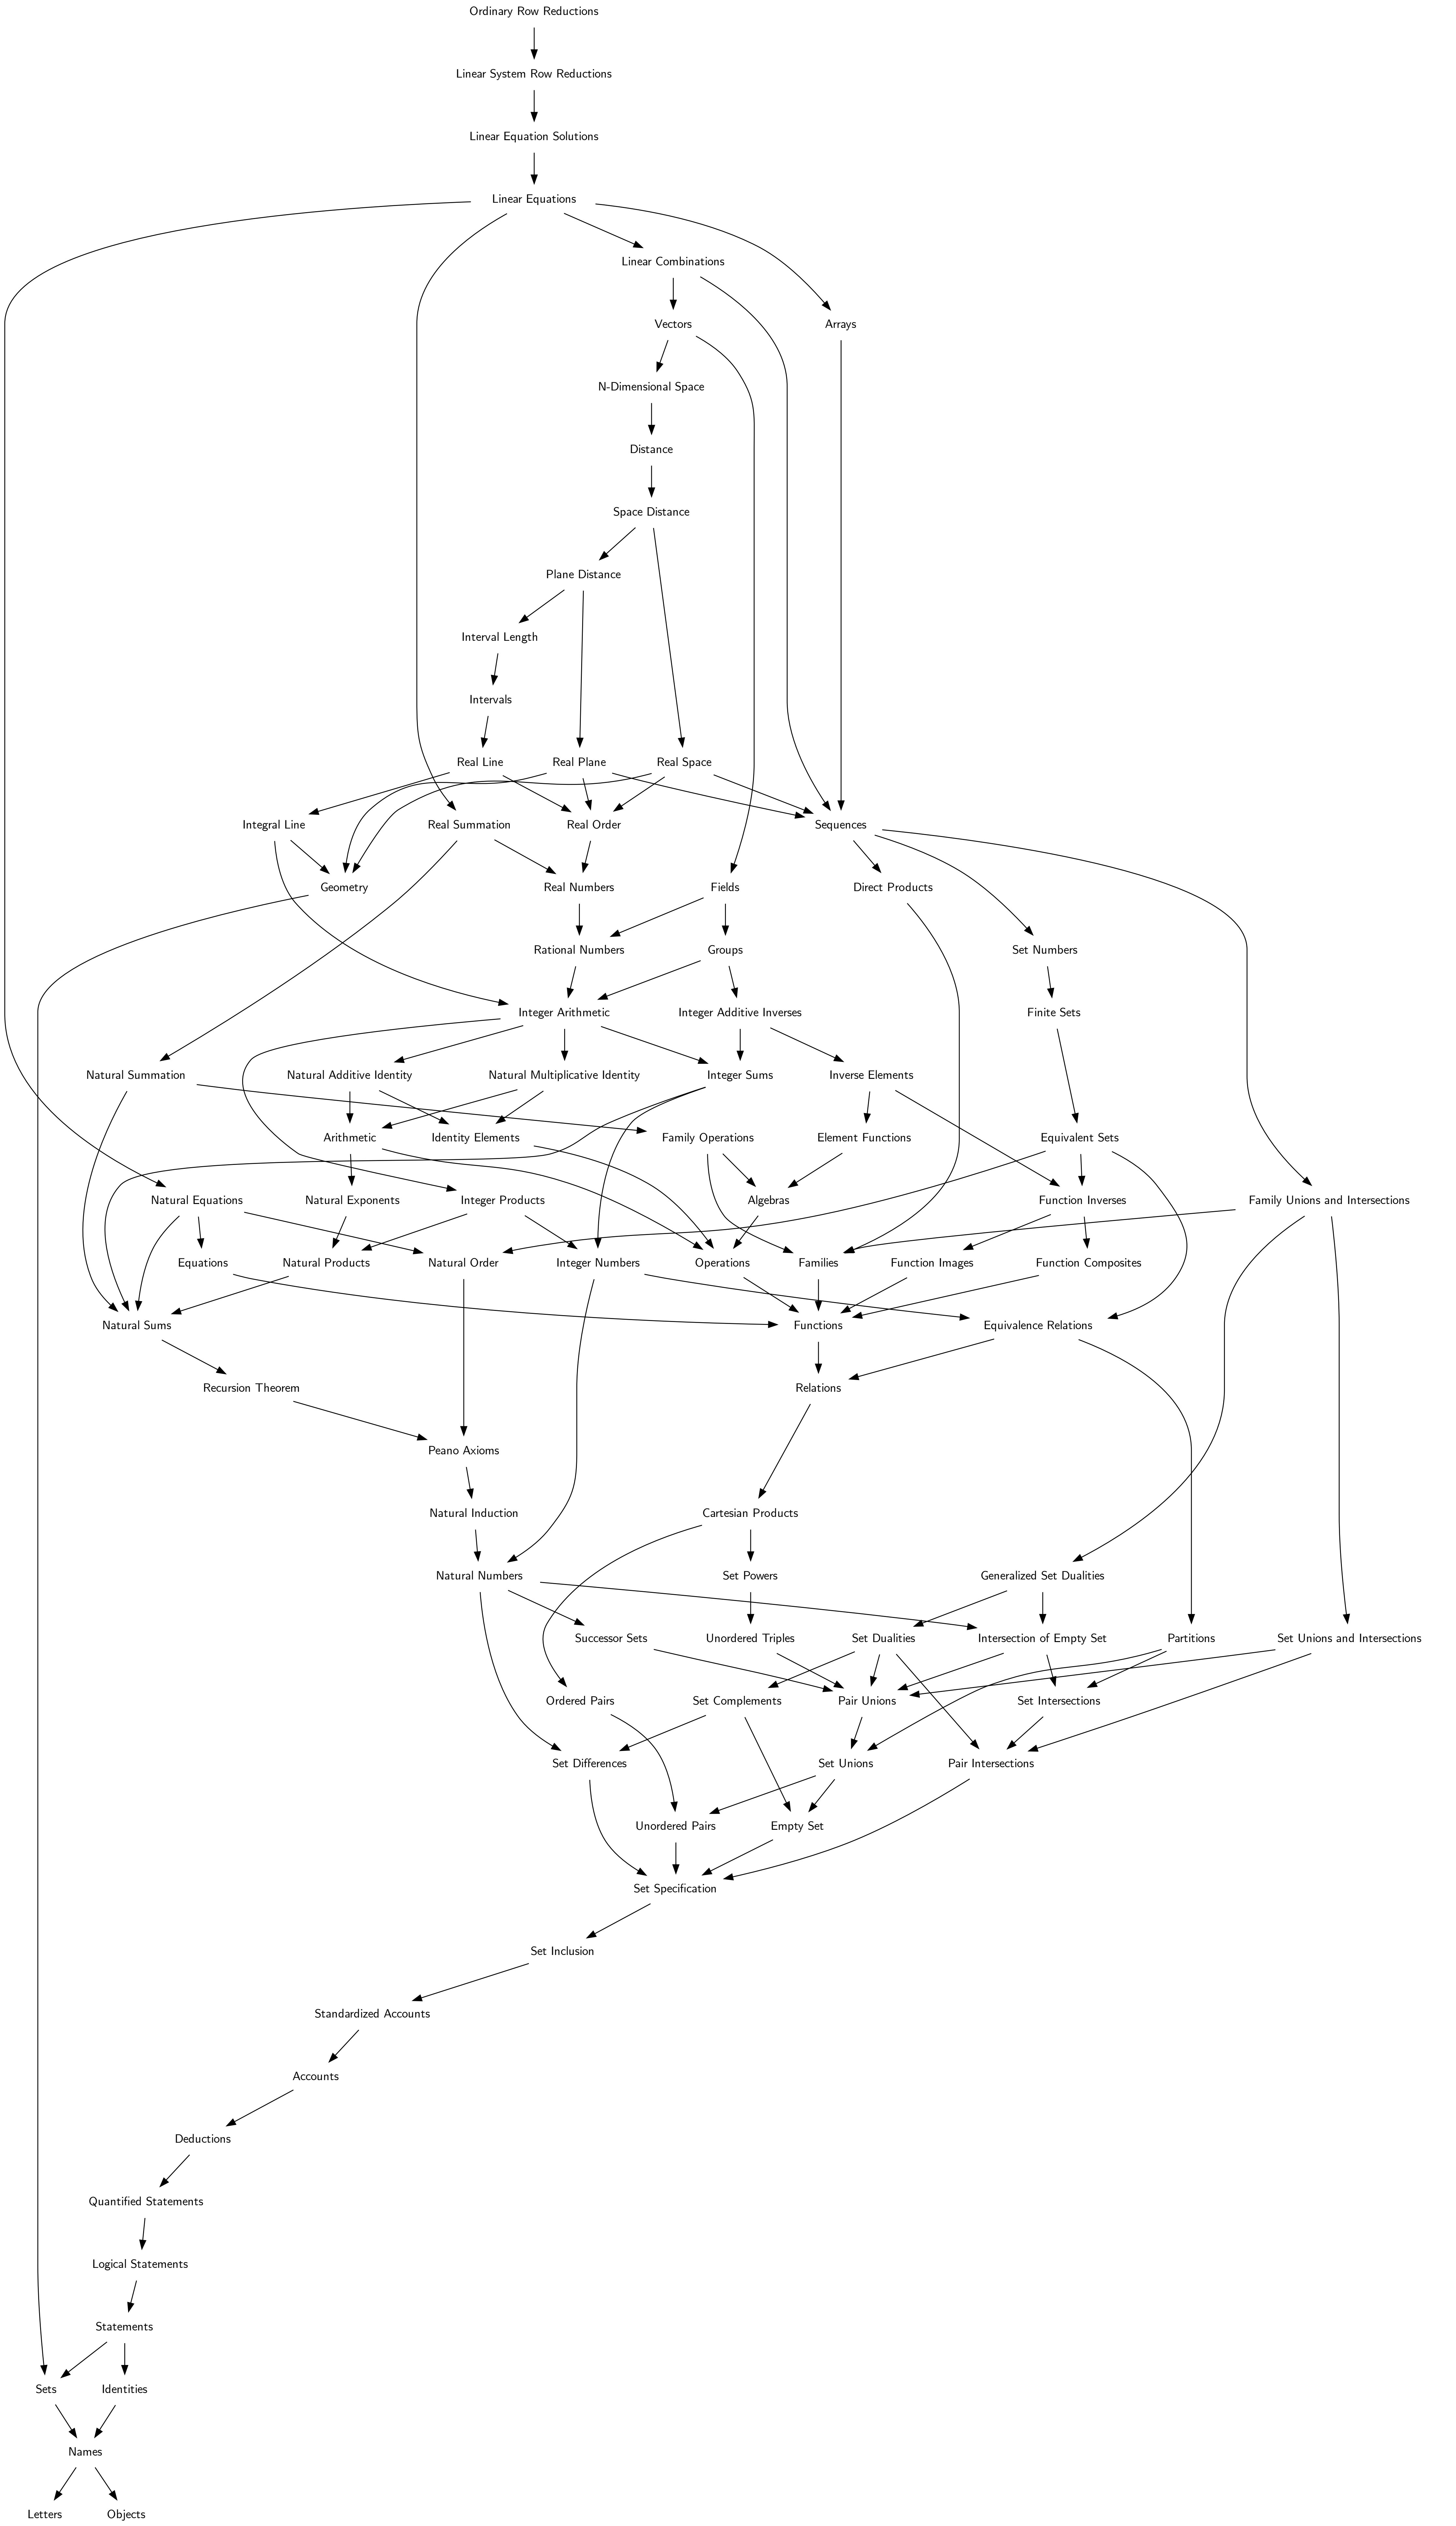 Ordinary Row Reductions
Linear System Row Reductions
Linear Equation Solutions
Linear Equations
Linear Combinations
Vectors
Arrays
N-Dimensional Space
Distance
Space Distance
Plane Distance
Interval Length
Intervals
Real Line
Real Plane
Real Space
Integral Line
Real Summation
Real Order
Sequences
Geometry
Real Numbers
Fields
Direct Products
Rational Numbers
Groups
Set Numbers
Integer Arithmetic
Integer Additive Inverses
Finite Sets
Natural Summation
Natural Additive Identity
Natural Multiplicative Identity
Integer Sums
Inverse Elements
Arithmetic
Identity Elements
Family Operations
Element Functions
Equivalent Sets
Natural Equations
Natural Exponents
Integer Products
Algebras
Function Inverses
Family Unions and Intersections
Equations
Natural Products
Natural Order
Integer Numbers
Operations
Families
Function Images
Function Composites
Natural Sums
Functions
Equivalence Relations
Recursion Theorem
Relations
Peano Axioms
Natural Induction
Cartesian Products
Natural Numbers
Set Powers
Generalized Set Dualities
Successor Sets
Unordered Triples
Set Dualities
Intersection of Empty Set
Partitions
Set Unions and Intersections
Ordered Pairs
Set Complements
Pair Unions
Set Intersections
Set Differences
Set Unions
Pair Intersections
Unordered Pairs
Empty Set
Set Specification
Set Inclusion
Standardized Accounts
Accounts
Deductions
Quantified Statements
Logical Statements
Statements
Sets
Identities
Names
Letters
Objects